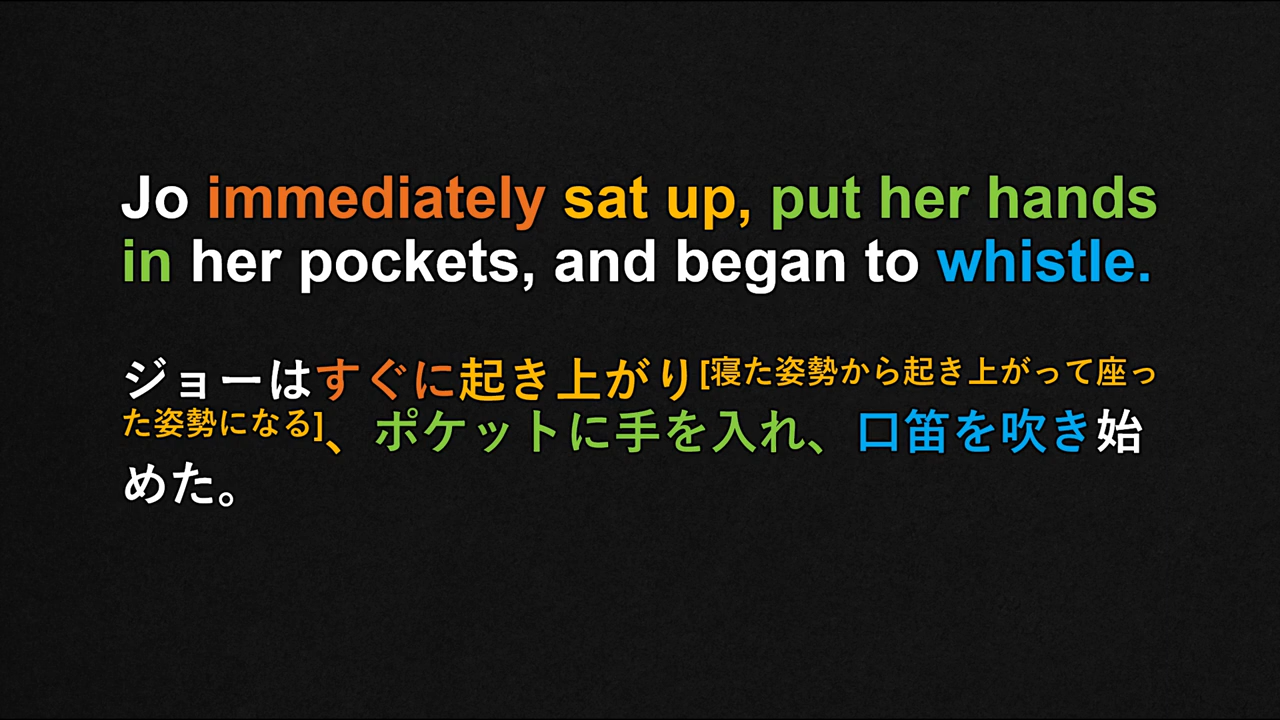 Jo immediately sat up, put her hands
in her pockets, and began to whistle.
ジョーはすぐに起き上がり[寝た姿勢から起き上がって座っ
た姿勢になる]、ポケットに手を入れ、口笛を吹き始
めた。